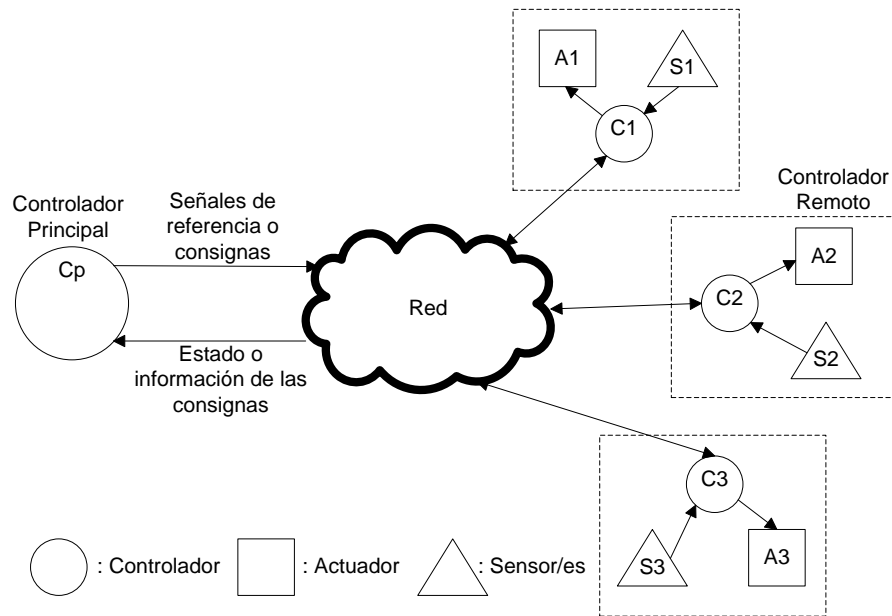 A1
S1
C1
Controlador
Principal
Cp
Señales de
referencia o
consignas
Red
Estado o
información de las
consignas
Controlador
Remoto
A2
C2
S2
C3
S3
A3
: Controlador
: Actuador
: Sensor/es